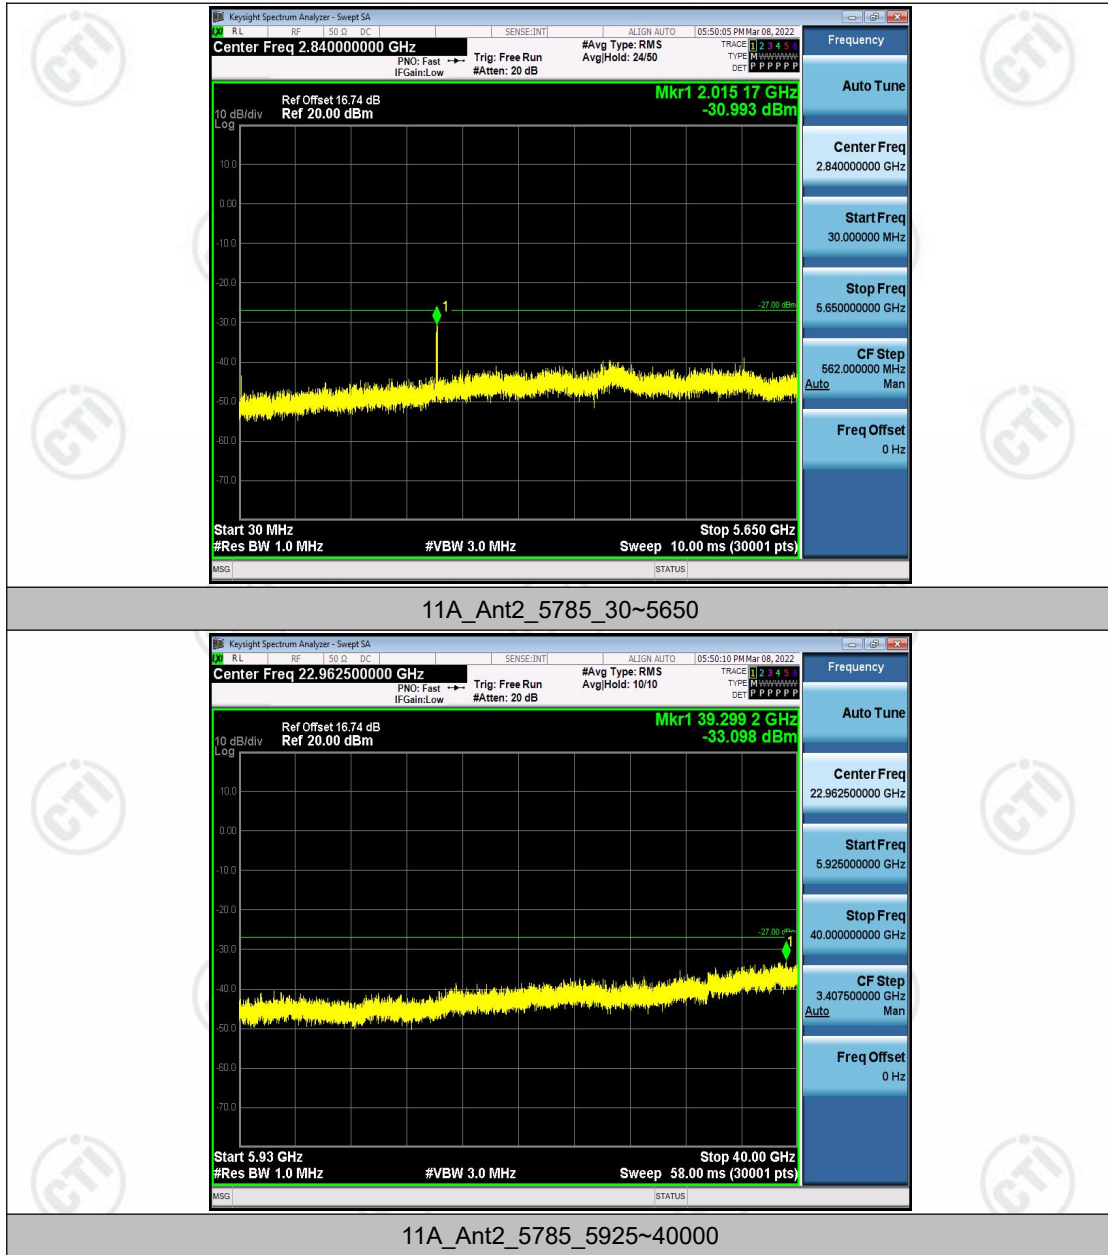 Keysight Spectrum Analyzer - Swept SA
RL RF 50 Ω DC SENSE:INT ALIGN AUTO 05:50:05 PM Mar 08, 2022
Center Freq 2.840000000 GHz #Avg Type: RMS TRACE 1 2 3 4 5 6
PNO: Fast Trig: Free Run Avg|Hold: 24/50 TYPE M W W W W W
IFGain:Low #Atten: 20 dB DET P P P P P P
Frequency
Auto Tune
Ref Offset 16.74 dB Mkr1 2.015 17 GHz
10 dB/div Ref 20.00 dBm -30.993 dBm
Log
10.0
0.00
-10.0
-20.0
-27.00 dBm
1
-30.0
-40.0
-50.0
-60.0
-70.0
Center Freq
2.840000000 GHz
Start Freq
30.000000 MHz
Stop Freq
5.650000000 GHz
CF Step
562.000000 MHz
Auto Man
Freq Offset
0 Hz
Start 30 MHz Stop 5.650 GHz
#Res BW 1.0 MHz #VBW 3.0 MHz Sweep 10.00 ms (30001 pts)
MSG STATUS
11A_Ant2_5785_30~5650
Keysight Spectrum Analyzer - Swept SA
RL RF 50 Ω DC SENSE:INT ALIGN AUTO 05:50:10 PM Mar 08, 2022
Center Freq 22.962500000 GHz #Avg Type: RMS TRACE 1 2 3 4 5 6
PNO: Fast Trig: Free Run Avg|Hold: 10/10 TYPE M W W W W W
IFGain:Low #Atten: 20 dB DET P P P P P P
Frequency
Auto Tune
Ref Offset 16.74 dB Mkr1 39.299 2 GHz
10 dB/div Ref 20.00 dBm -33.098 dBm
Log
10.0
0.00
-10.0
-20.0
-27.00 dBm
1
-30.0
-40.0
-50.0
-60.0
-70.0
Center Freq
22.962500000 GHz
Start Freq
5.925000000 GHz
Stop Freq
40.000000000 GHz
CF Step
3.407500000 GHz
Auto Man
Freq Offset
0 Hz
Start 5.93 GHz Stop 40.00 GHz
#Res BW 1.0 MHz #VBW 3.0 MHz Sweep 58.00 ms (30001 pts)
MSG STATUS
11A_Ant2_5785_5925~40000
CTI
CTI
CTI
CTI
CTI
CTI
CTI
CTI